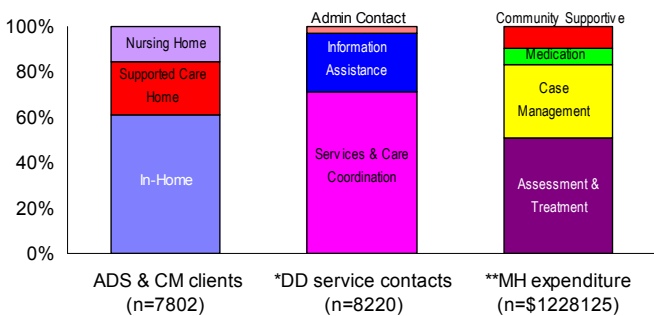 Admin Contact
Community Supportive
100%
80%
60%
40%
20%
0%
Nursing Home
Supported Care
Home
In-Home
Information
Assistance
Services & Care
Coordination
Medication
Case
Management
Assessment &
Treatment
ADS & CM clients
(n=7802)
*DD service contacts
(n=8220)
**MH expenditure
(n=$1228125)